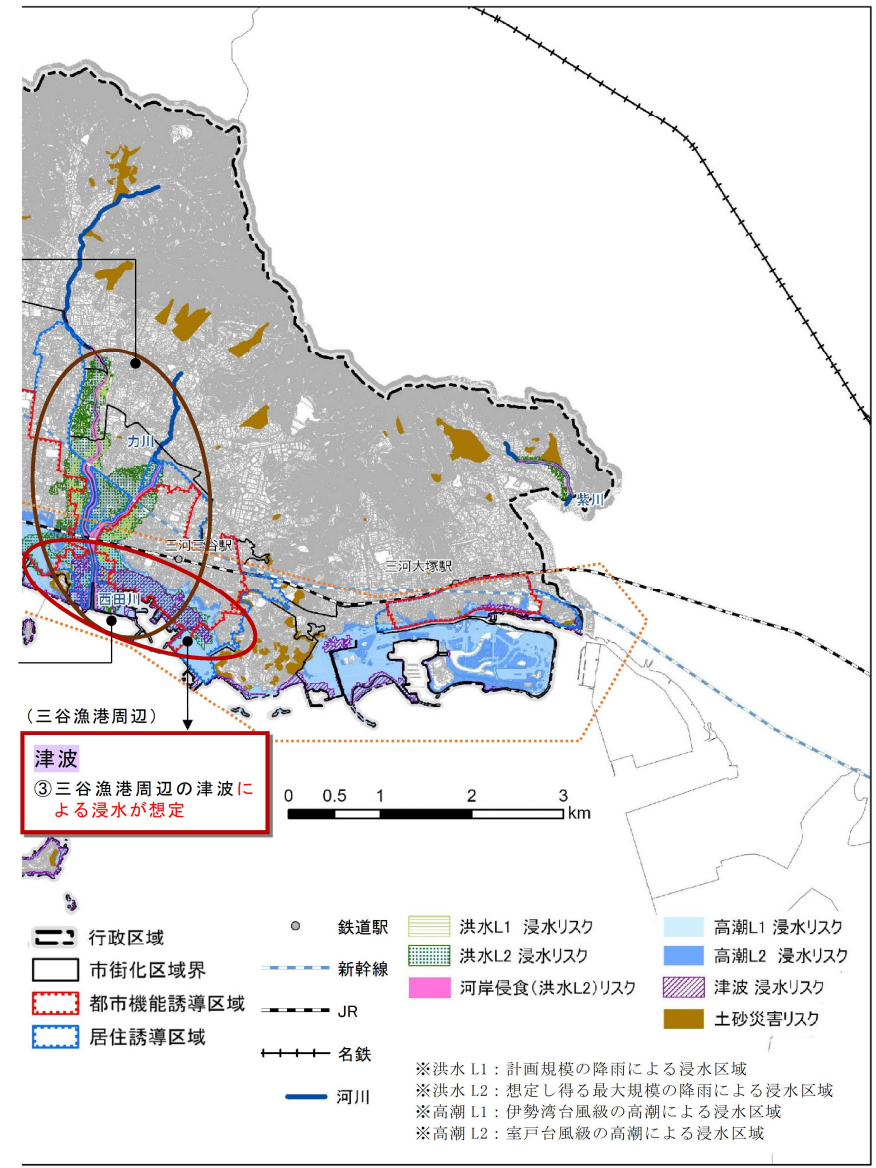 力川
紫川
三河三谷駅
三河大塚駅
西田川
（三谷漁港周辺）
津波
③三谷漁港周辺の津波に
よる浸水が想定
0 0.5 1 2 3
km
行政区域
市街化区域界
都市機能誘導区域
居住誘導区域
鉄道駅
新幹線
JR
名鉄
河川
洪水L1 浸水リスク
洪水L2 浸水リスク
河岸侵食(洪水L2)リスク
高潮L1 浸水リスク
高潮L2 浸水リスク
津波 浸水リスク
土砂災害リスク
※洪水 L1：計画規模の降雨による浸水区域
※洪水 L2：想定し得る最大規模の降雨による浸水区域
※高潮 L1：伊勢湾台風級の高潮による浸水区域
※高潮 L2：室戸台風級の高潮による浸水区域